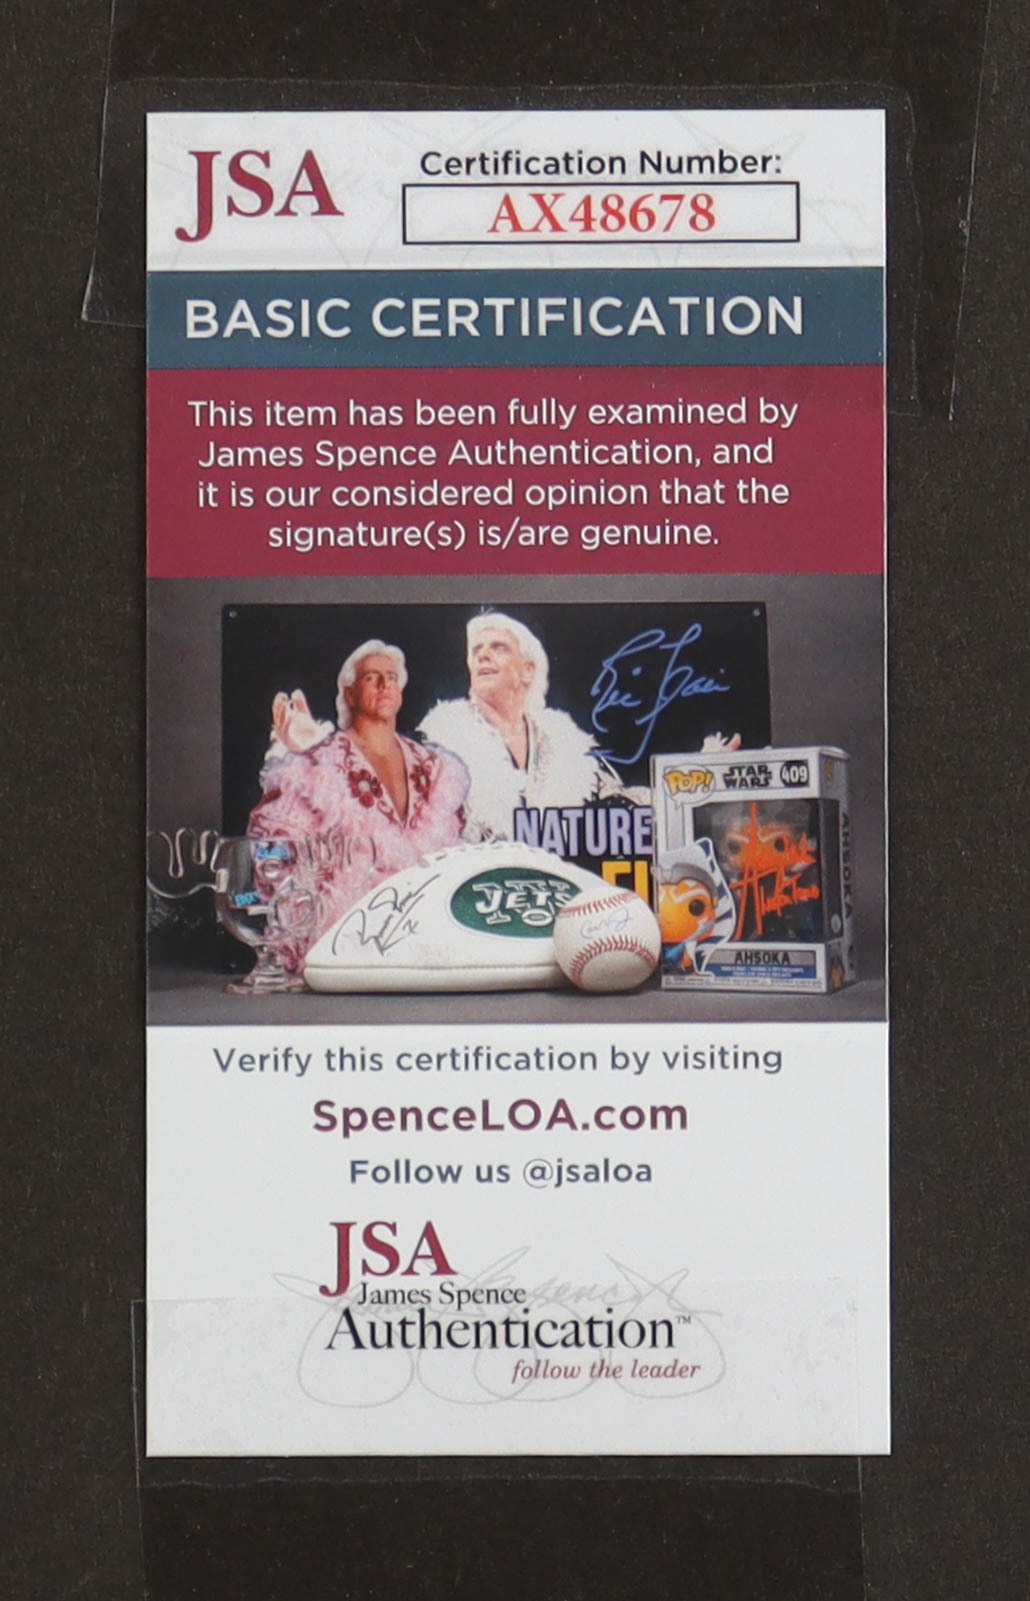 JSA
Certification Number:
AX48678
BASIC CERTIFICATION
This item has been fully examined by
James Spence Authentication, and
it is our considered opinion that the
signature(s) is/are genuine.
NATURE
POP!
STAR
WARS
409
AHSOKA
JETS
AHSOKA
Verify this certification by visiting
SpenceLOA.com
Follow us @jsaloa
JSA
James Spence
Authentication™
follow the leader